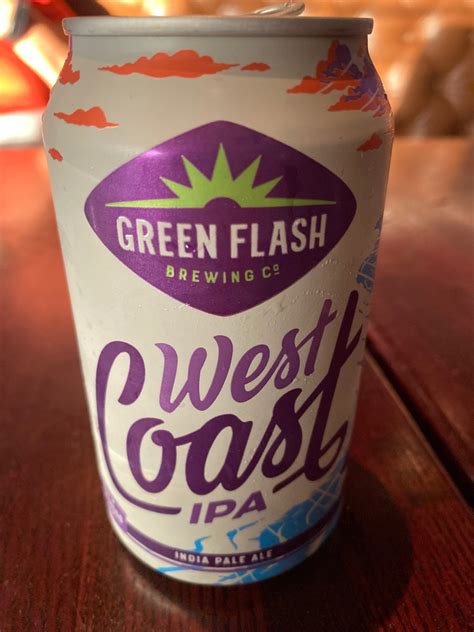 GREEN FLASH
BREWING Cº
West
Coast
IPA
INDIA PALE ALE